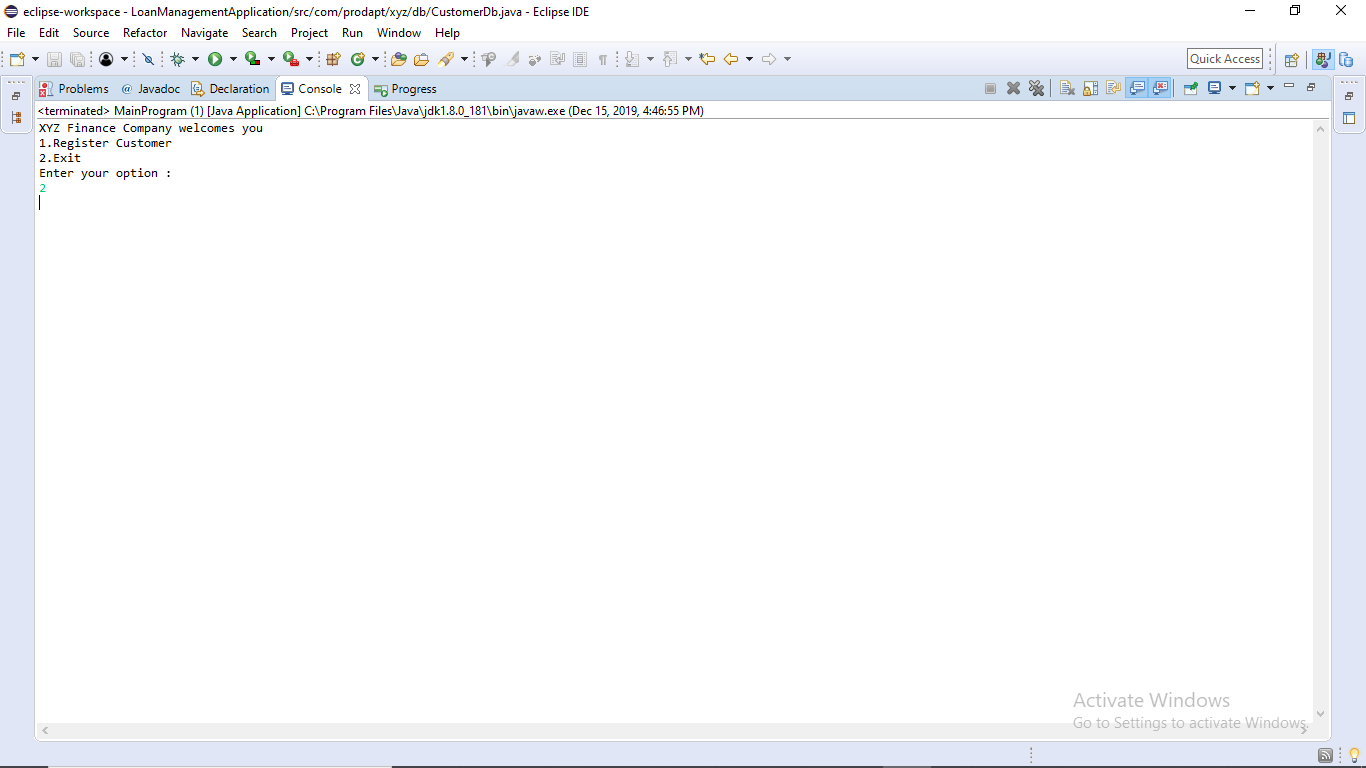 eclipse-workspace - LoanManagementApplication/src/com/prodapt/xyz/db/CustomerDb.java - Eclipse IDE
File Edit Source Refactor Navigate Search Project Run Window Help
Quick Access
Problems @ Javadoc Declaration Console Progress
<terminated> MainProgram (1) [Java Application] C:\Program Files\Java\jdk1.8.0_181\bin\javaw.exe (Dec 15, 2019, 4:46:55 PM)
XYZ Finance Company welcomes you
1.Register Customer
2.Exit
Enter your option :
2
Activate Windows
Go to Settings to activate Windows.